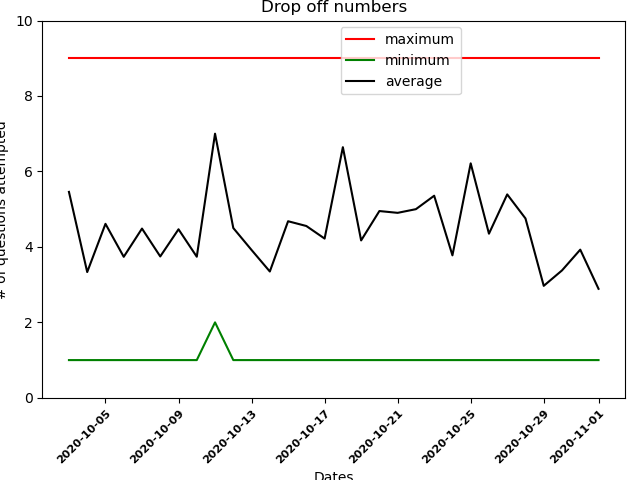 Drop off numbers
maximum
minimum
average
# of questions attempted
10
8
6
4
2
0
2020-10-05
2020-10-09
2020-10-13
2020-10-17
2020-10-21
2020-10-25
2020-10-29
2020-11-01
Dates